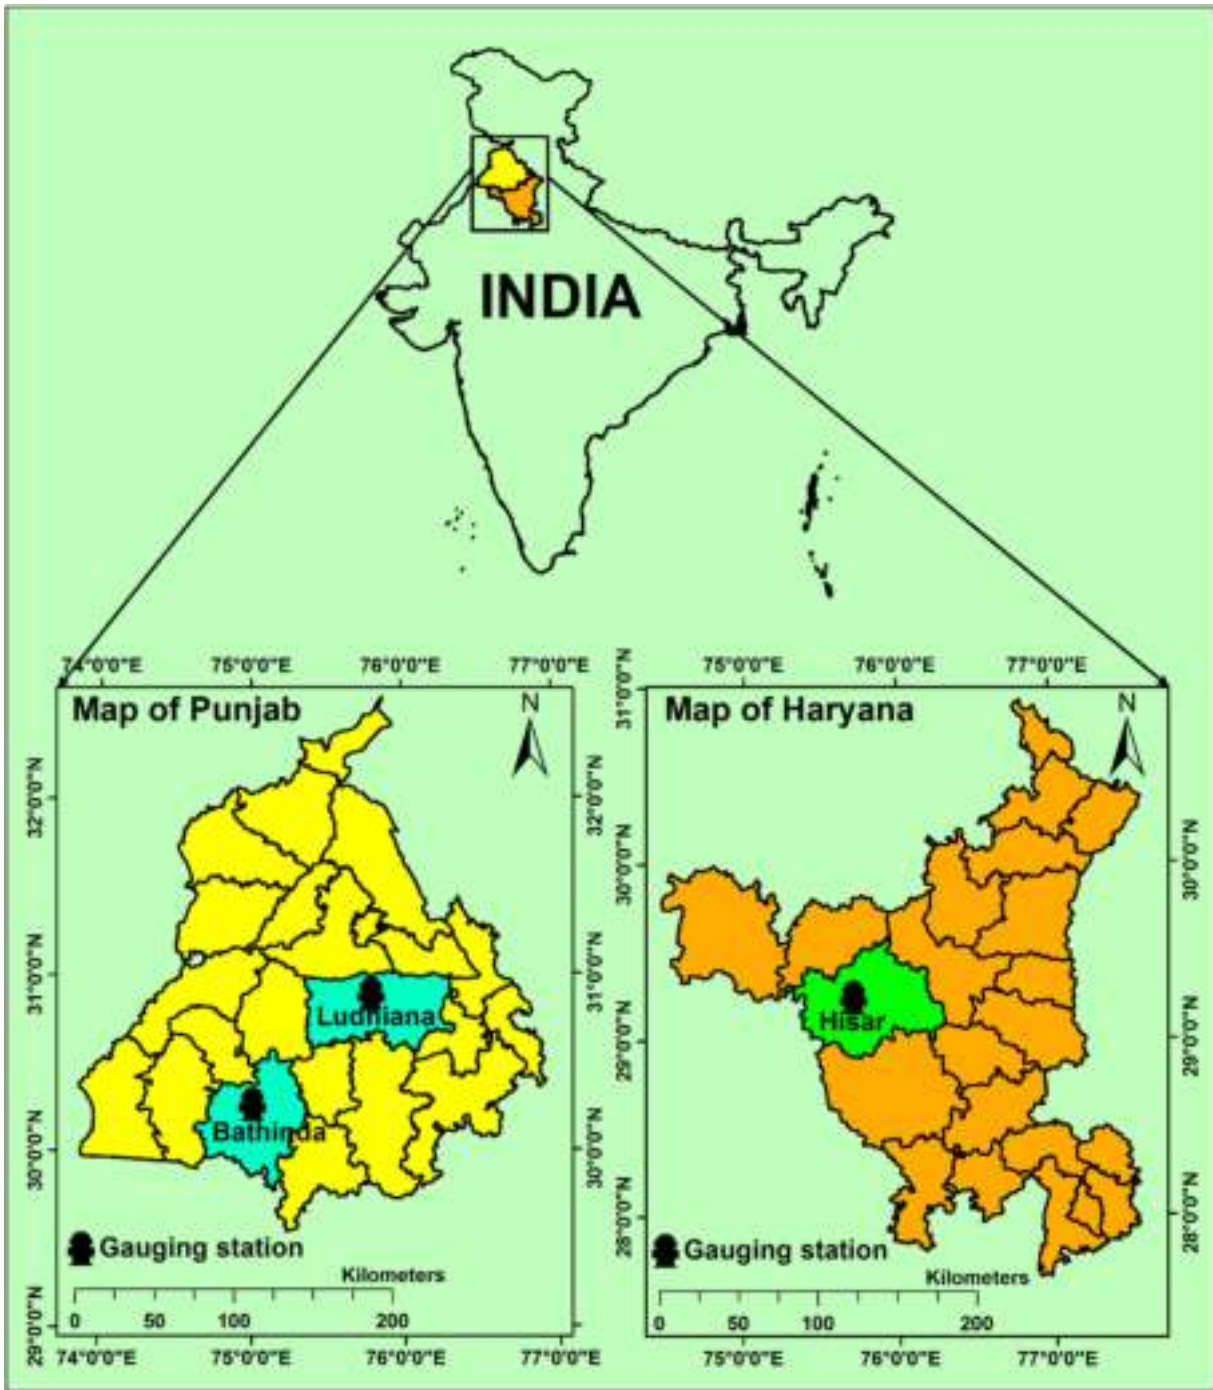 INDIA
74°0'0"E 75°0'0"E 76°0'0"E 77°0'0"E
Map of Punjab
N
32°0'0"N
31°0'0"N
30°0'0"N
29°0'0"N
32°0'0"N
31°0'0"N
30°0'0"N
Ludhiana
Bathinda
Gauging station
Kilometers
0 50 100 200
74°0'0"E 75°0'0"E 76°0'0"E 77°0'0"E
75°0'0"E 76°0'0"E 77°0'0"E
Map of Haryana
N
31°0'0"N
30°0'0"N
29°0'0"N
28°0'0"N
30°0'0"N
29°0'0"N
28°0'0"N
Hisar
Gauging station
Kilometers
0 50 100 200
75°0'0"E 76°0'0"E 77°0'0"E